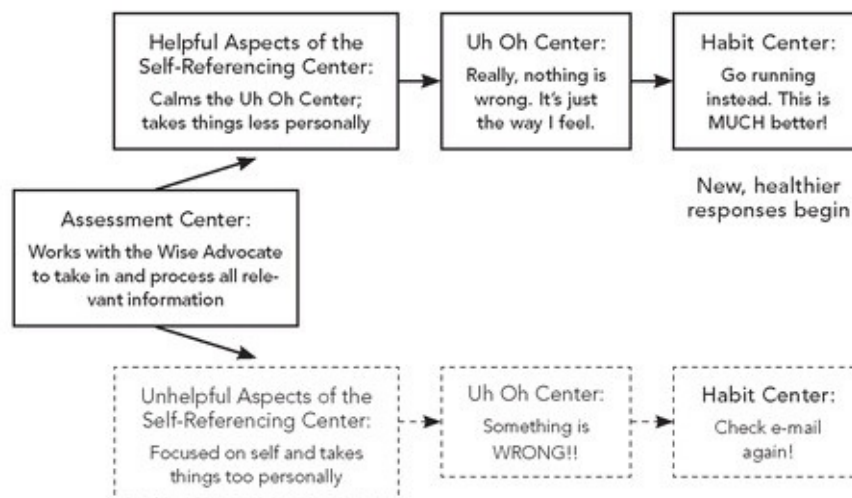 Helpful Aspects of the
Self-Referencing Center:
Calms the Uh Oh Center;
takes things less personally
Uh Oh Center:
Really, nothing is
wrong. It's just
the way I feel.
Habit Center:
Go running
instead. This is
MUCH better!
New, healthier
responses begin
Assessment Center:
Works with the Wise Advocate
to take in and process all rele-
vant information
Unhelpful Aspects of the
Self-Referencing Center:
Focused on self and takes
things too personally
Uh Oh Center:
Something is
WRONG!!
Habit Center:
Check e-mail
again!